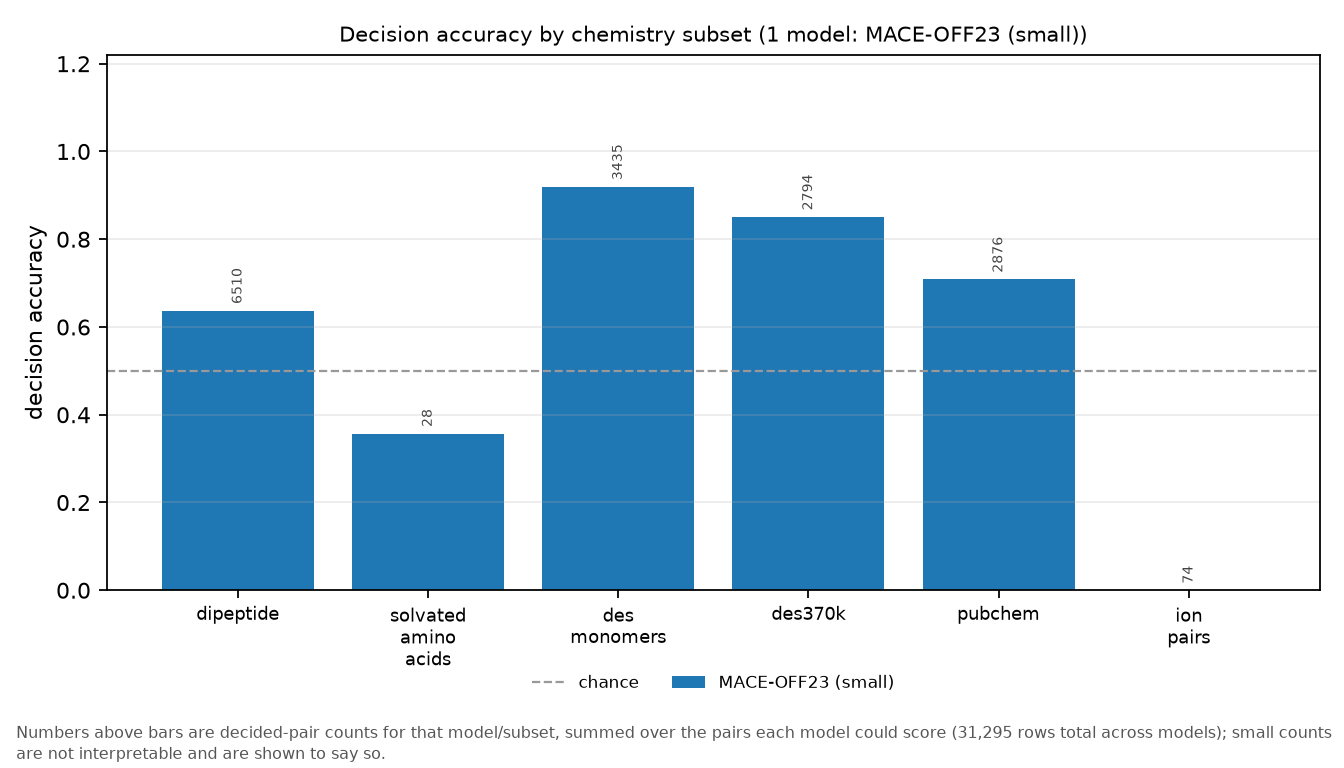 Decision accuracy by chemistry subset (1 model: MACE-OFF23 (small))
decision accuracy
1.2
1.0
0.8
0.6
0.4
0.2
0.0
6510
28
3435
2794
2876
74
dipeptide
solvated
amino
acids
des
monomers
des370k
pubchem
ion
pairs
chance
MACE-OFF23 (small)
Numbers above bars are decided-pair counts for that model/subset, summed over the pairs each model could score (31,295 rows total across models); small counts
are not interpretable and are shown to say so.